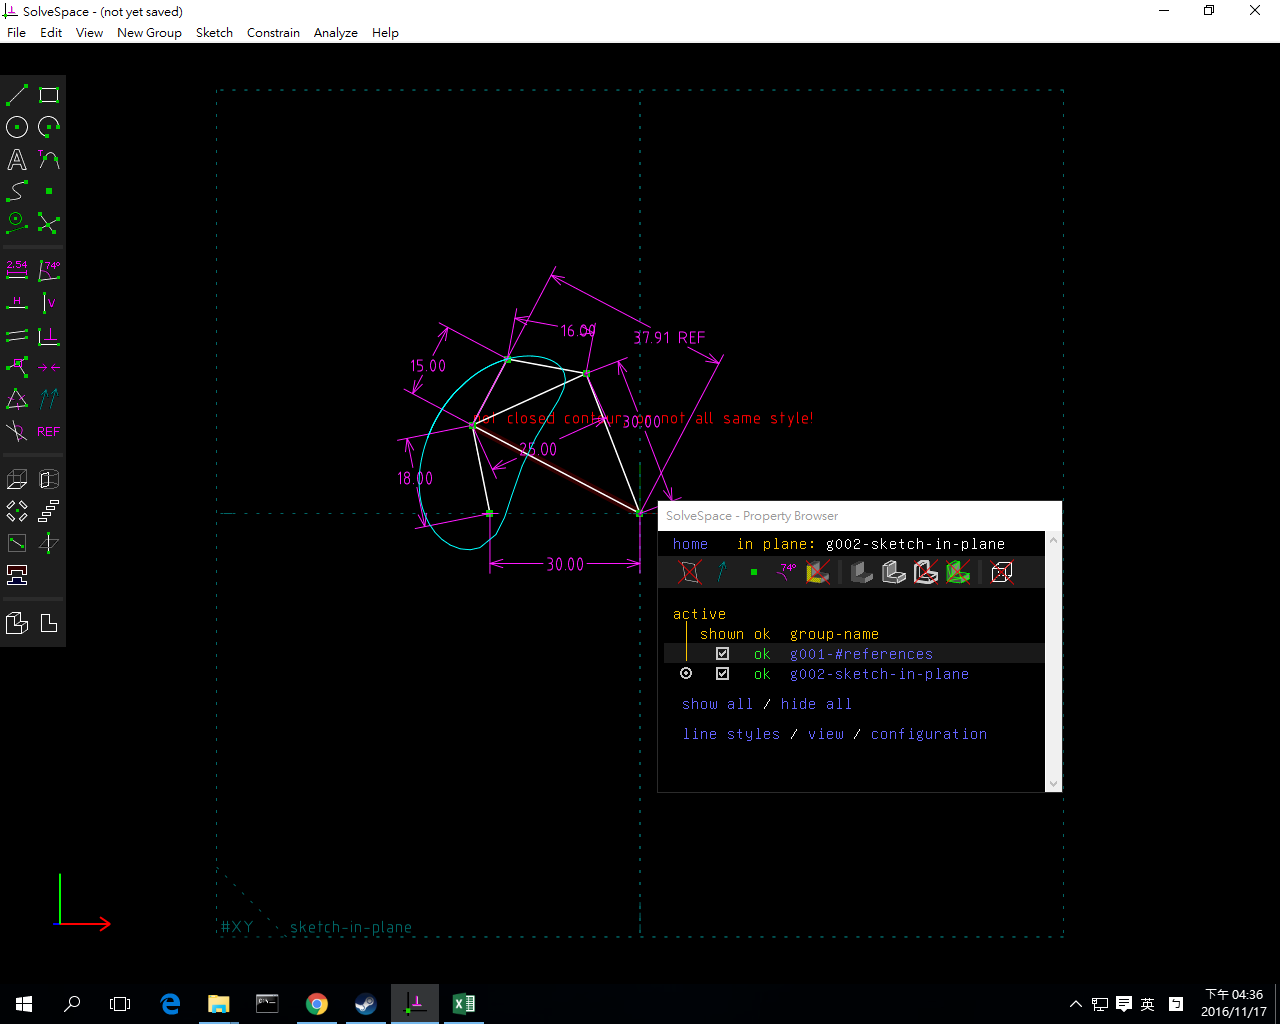 SolveSpace - (not yet saved)
File Edit View New Group Sketch Constrain Analyze Help
A
T
2.54 74°
H V
REF
16.00
37.91 REF
15.00
not closed contour, or not all same style!
30.00
25.00
18.00
30.00
SolveSpace - Property Browser
home in plane: g002-sketch-in-plane
74°
active
shown ok group-name
ok g001-#references
ok g002-sketch-in-plane
show all / hide all
line styles / view / configuration
#XY sketch-in-plane
英
下午 04:36
2016/11/17